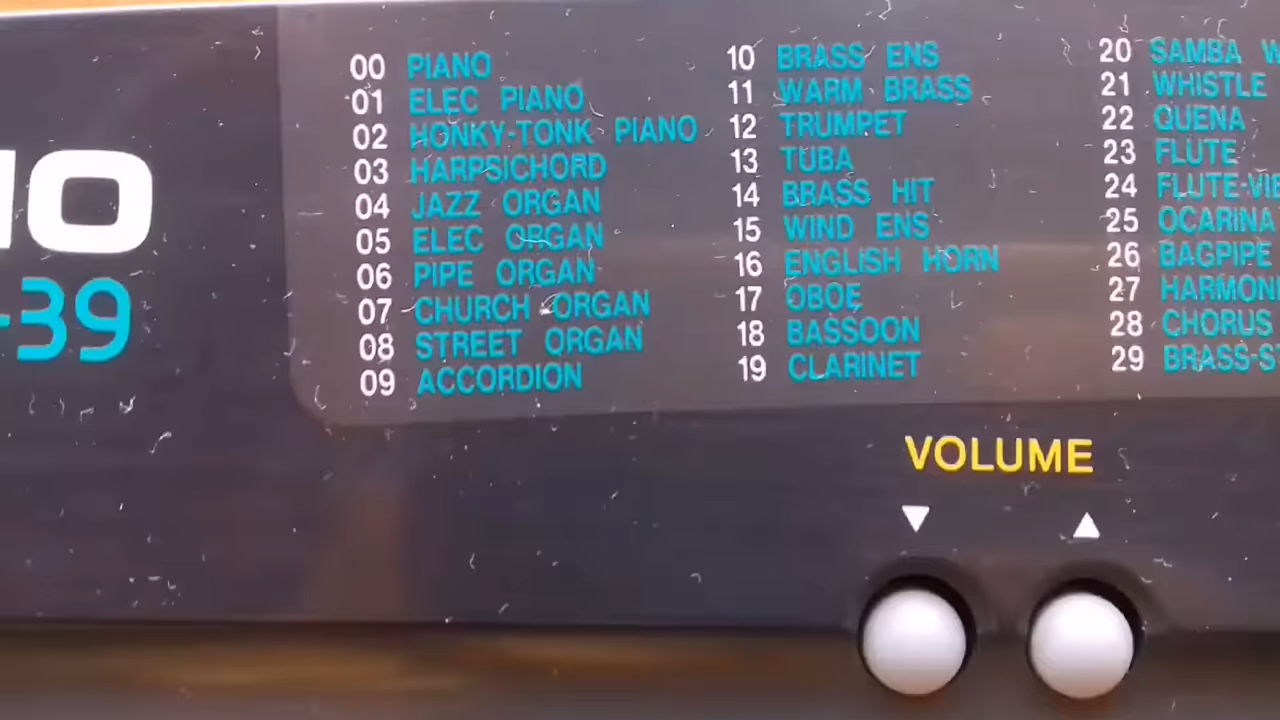 IO
-39
00 PIANO
01 ELEC PIANO
02 HONKY-TONK PIANO
03 HARPSICHORD
04 JAZZ ORGAN
05 ELEC ORGAN
06 PIPE ORGAN
07 CHURCH ORGAN
08 STREET ORGAN
09 ACCORDION
10 BRASS ENS
11 WARM BRASS
12 TRUMPET
13 TUBA
14 BRASS HIT
15 WIND ENS
16 ENGLISH HORN
17 OBOE
18 BASSOON
19 CLARINET
20 SAMBA
21 WHISTLE
22 QUENA
23 FLUTE
24 FLUTE-
25 OCARINA
26 BAGPIPE
27
28 CHORUS
29 BRASS-
VOLUME